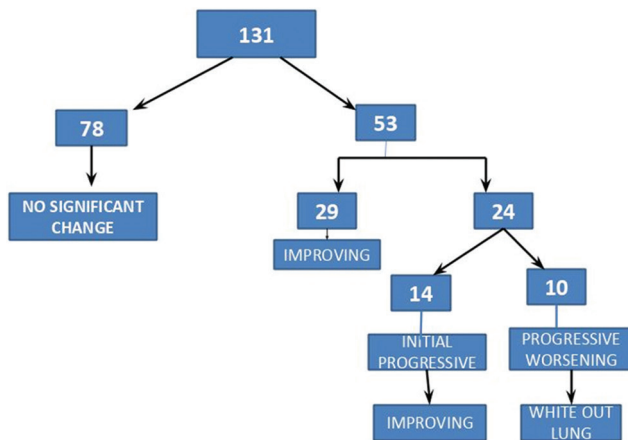 131
78
53
NO SIGNIFICANT
CHANGE
29
24
IMPROVING
14
10
INiTIAL
PROGRESSIVE
PROGRESSIVE
WORSENING
IMPROVING
WHITE OUT
LUNG